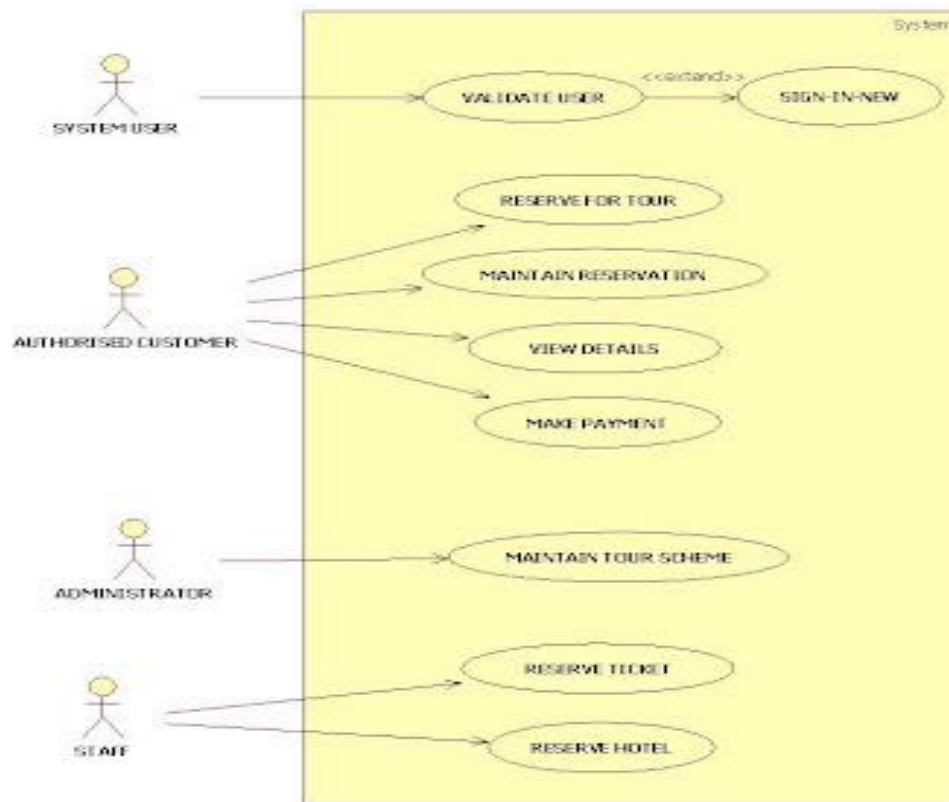 System
SYSTEM USER
VALIDATE USER
<<extand>>
SIGN-IN-NEW
RESERVE FOR TOUR
MAINTAIN RESERVATION
AUTHORISED CUSTOMER
VIEW DETAILS
MAKE PAYMENT
MAINTAIN TOUR SCHEME
ADMINISTRATOR
RESERVE TICKET
STAFF
RESERVE HOTEL